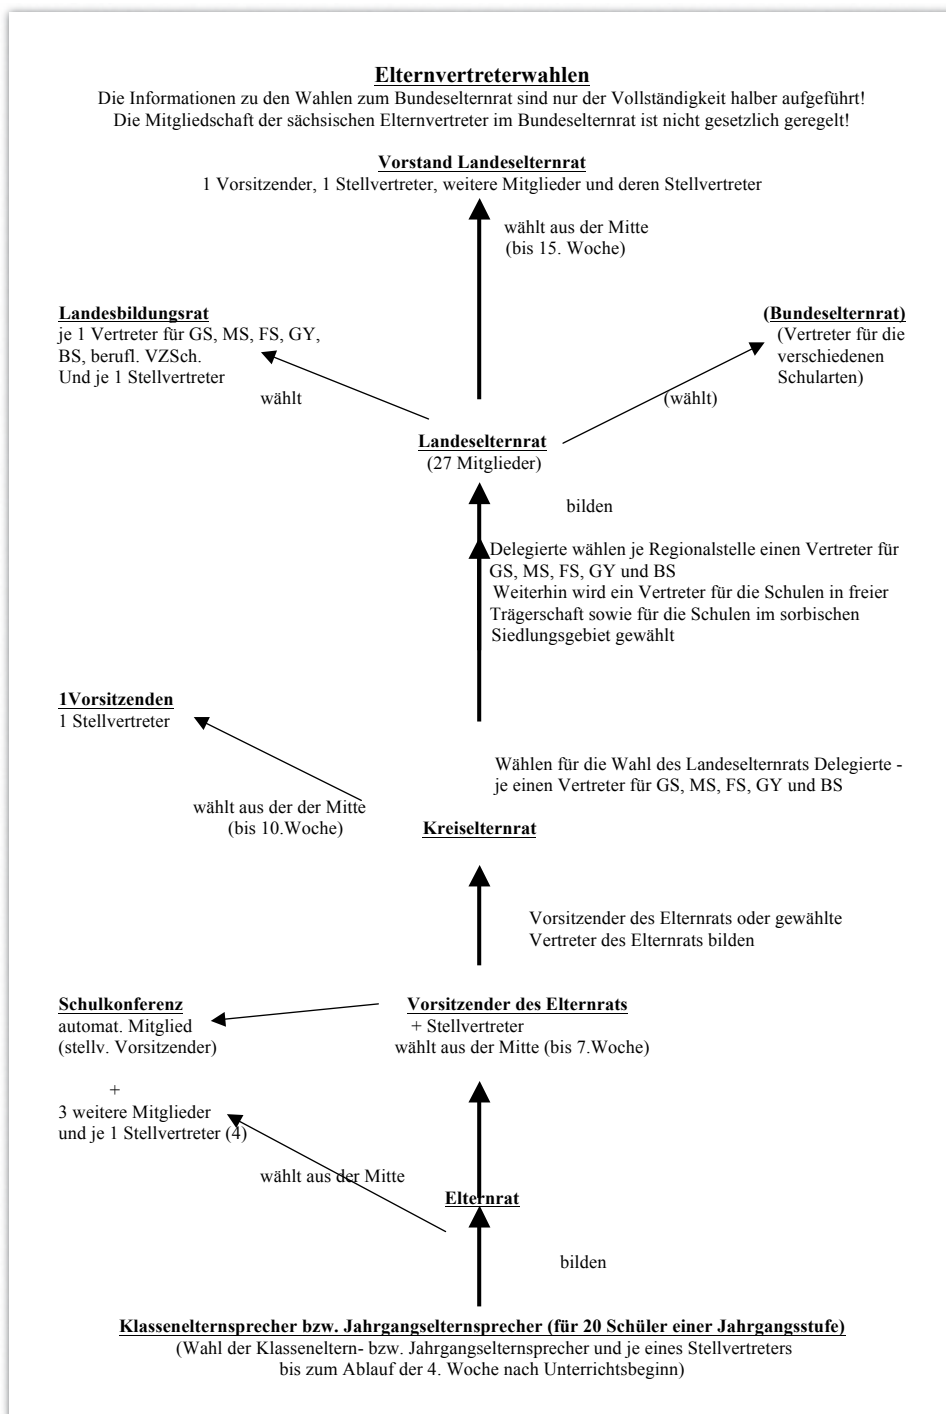 Elternvertreterwahlen
Die Informationen zu den Wahlen zum Bundeselternrat sind nur der Vollständigkeit halber aufgeführt!
Die Mitgliedschaft der sächsischen Elternvertreter im Bundeselternrat ist nicht gesetzlich geregelt!
Vorstand Landeselternrat
1 Vorsitzender, 1 Stellvertreter, weitere Mitglieder und deren Stellvertreter
wählt aus der Mitte
(bis 15. Woche)
Landesbildungsrat
je 1 Vertreter für GS, MS, FS, GY,
BS, berufl. VZSch.
Und je 1 Stellvertreter
wählt
(Bundeselternrat)
(Vertreter für die
verschiedenen
Schularten)
(wählt)
Landeselternrat
(27 Mitglieder)
bilden
Delegierte wählen je Regionalstelle einen Vertreter für
GS, MS, FS, GY und BS
Weiterhin wird ein Vertreter für die Schulen in freier
Trägerschaft sowie für die Schulen im sorbischen
Siedlungsgebiet gewählt
1Vorsitzenden
1 Stellvertreter
Wählen für die Wahl des Landeselternrats Delegierte -
je einen Vertreter für GS, MS, FS, GY und BS
wählt aus der der Mitte
(bis 10.Woche)
Kreiselternrat
Vorsitzender des Elternrats oder gewählte
Vertreter des Elternrats bilden
Schulkonferenz
automat. Mitglied
(stellv. Vorsitzender)
Vorsitzender des Elternrats
+ Stellvertreter
wählt aus der Mitte (bis 7.Woche)
+
3 weitere Mitglieder
und je 1 Stellvertreter (4)
wählt aus der Mitte
Elternrat
bilden
Klassenelternsprecher bzw. Jahrgangselternsprecher (für 20 Schüler einer Jahrgangsstufe)
(Wahl der Klasseneltern- bzw. Jahrgangselternsprecher und je eines Stellvertreters
bis zum Ablauf der 4. Woche nach Unterrichtsbeginn)